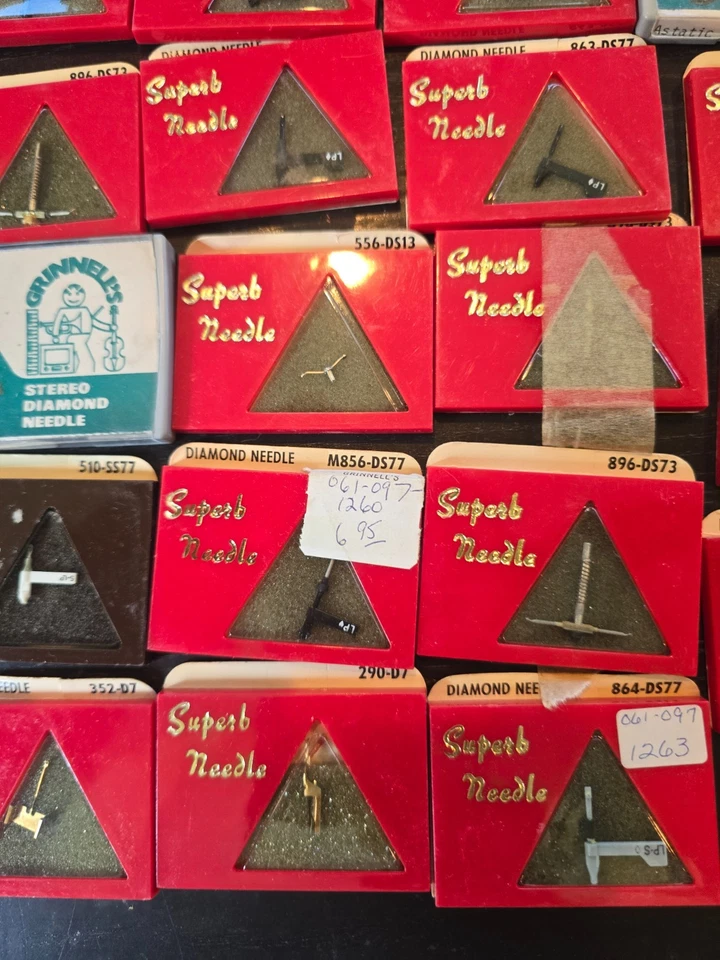 Astatic
896-DS73
Superb
Needle
DIAMOND NEEDLE
Superb
Needle
LP
DIAMOND NEEDLE 863-DS77
Superb
Needle
LP
GRINNELL'S
STEREO
DIAMOND
NEEDLE
556-DS13
Superb
Needle
Superb
Needle
510-SS77
DIAMOND NEEDLE M856-DS77
Superb
Needle
GRINNELL'S
061-097-
1260
6 95
LP
896-DS73
Superb
Needle
352-D7
290-D7
Superb
Needle
DIAMOND NEE
864-DS77
Superb
Needle
061-097
1263
LP-S